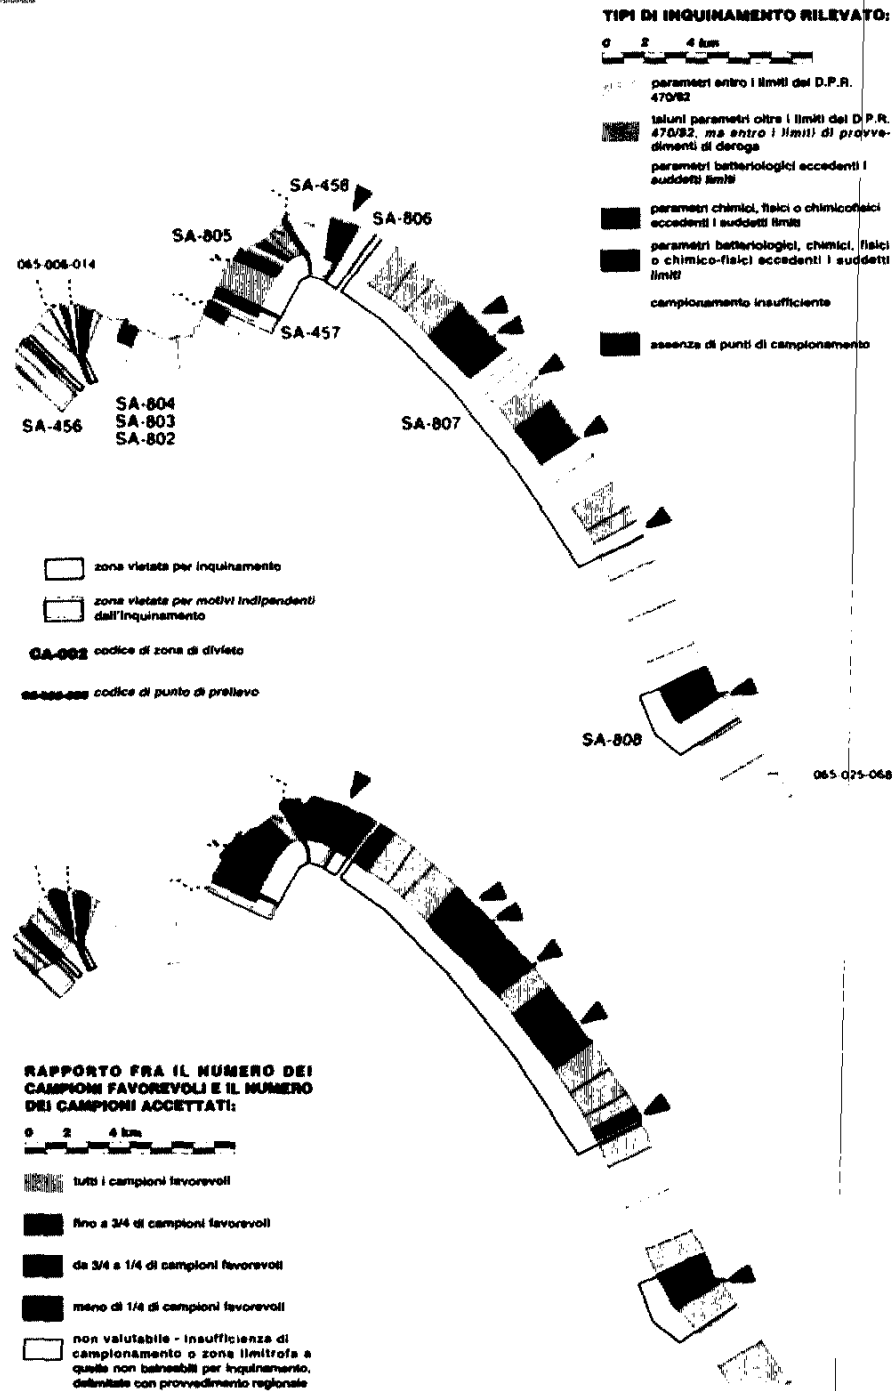 TIPI DI INQUINAMENTO RILEVATO:
0 2 4 km
parametri entro i limiti del D.P.R.
470/82
taluni parametri oltre i limiti del D.P.R.
470/82, ma entro i limiti di provve-
dimenti di deroga
parametri batteriologici eccedenti i
suddetti limiti
parametri chimici, fisici o chimicofisici
eccedenti i suddetti limiti
parametri batteriologici, chimici, fisici
o chimico-fisici eccedenti i suddetti
limiti
campionamento insufficiente
assenza di punti di campionamento
SA-458
SA-806
SA-805
065-006-014
SA-457
SA-804
SA-803
SA-802
SA-456
SA-807
zona vietata per inquinamento
zona vietata per motivi indipendenti
dall'inquinamento
CA-002 codice di zona di divieto
codice di punto di prelievo
SA-808
065-025-068
RAPPORTO FRA IL NUMERO DEI
CAMPIONI FAVOREVOLI E IL NUMERO
DEI CAMPIONI ACCETTATI:
0 2 4 km
tutti i campioni favorevoli
fino a 3/4 di campioni favorevoli
da 3/4 a 1/4 di campioni favorevoli
meno di 1/4 di campioni favorevoli
non valutabile - insufficienza di
campionamento o zona limitrofa a
quelle non balneabili per inquinamento,
delimitate con provvedimento regionale